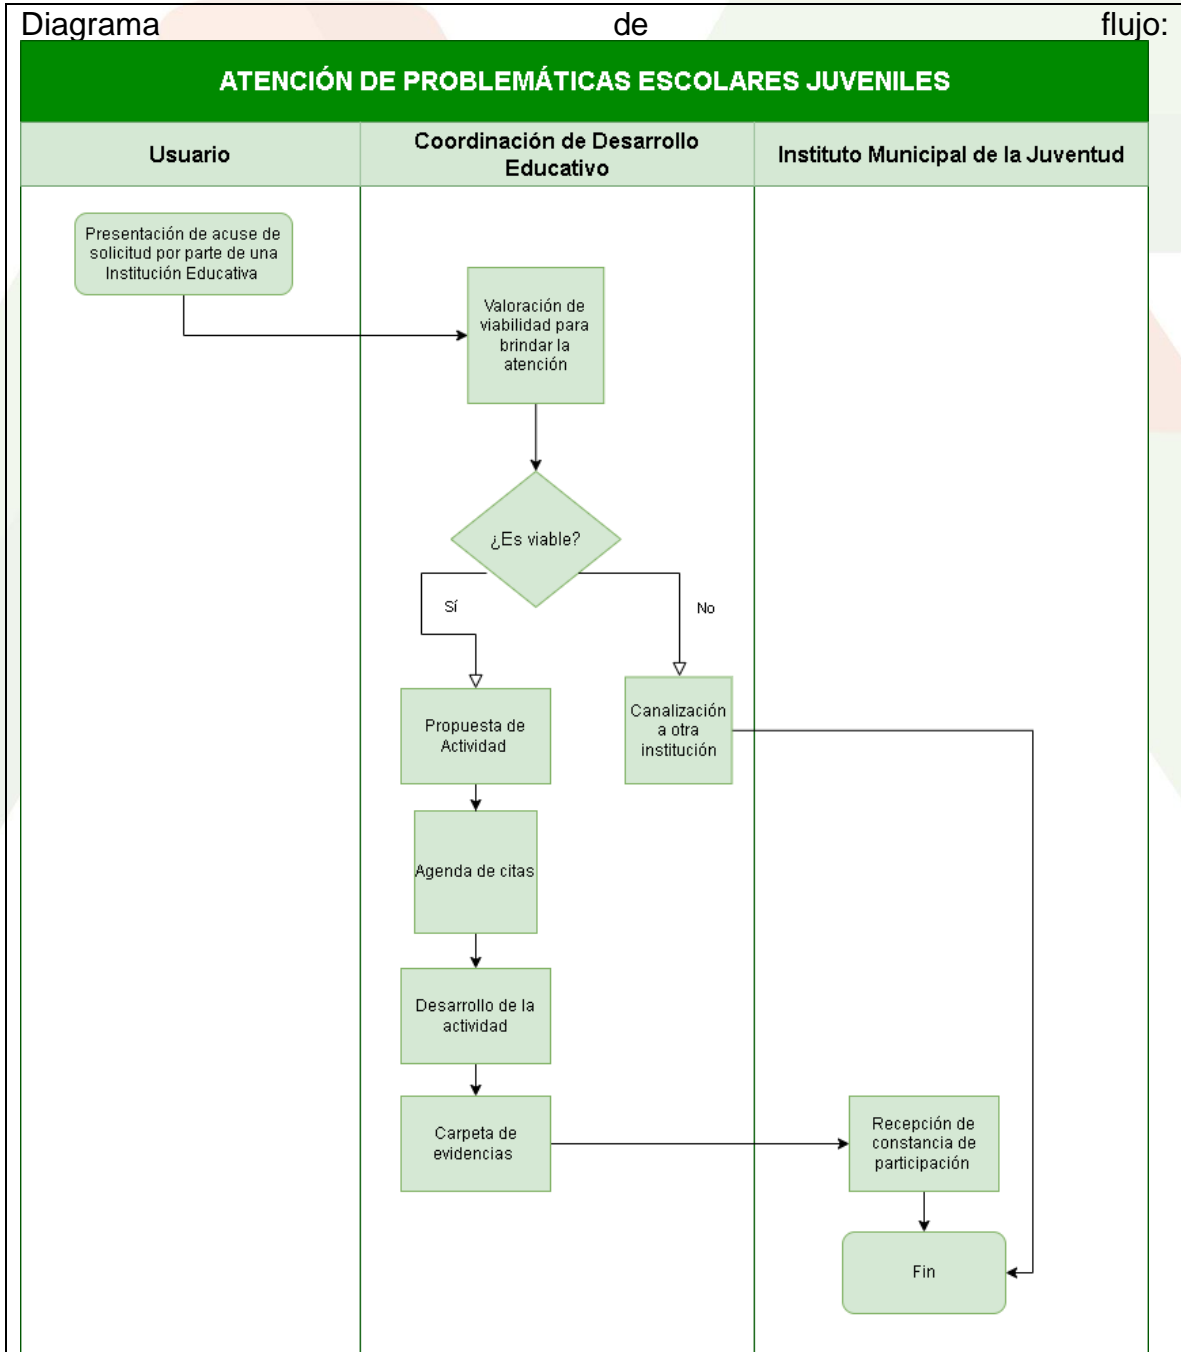 Diagrama de flujo:
ATENCIÓN DE PROBLEMÁTICAS ESCOLARES JUVENILES
Usuario
Coordinación de Desarrollo
Educativo
Instituto Municipal de la Juventud
Presentación de acuse de
solicitud por parte de una
Institución Educativa
Valoración de
viabilidad para
brindar la
atención
¿Es viable?
Sí
No
Propuesta de
Actividad
Canalización
a otra
institución
Agenda de citas
Desarrollo de la
actividad
Carpeta de
evidencias
Recepción de
constancia de
participación
Fin